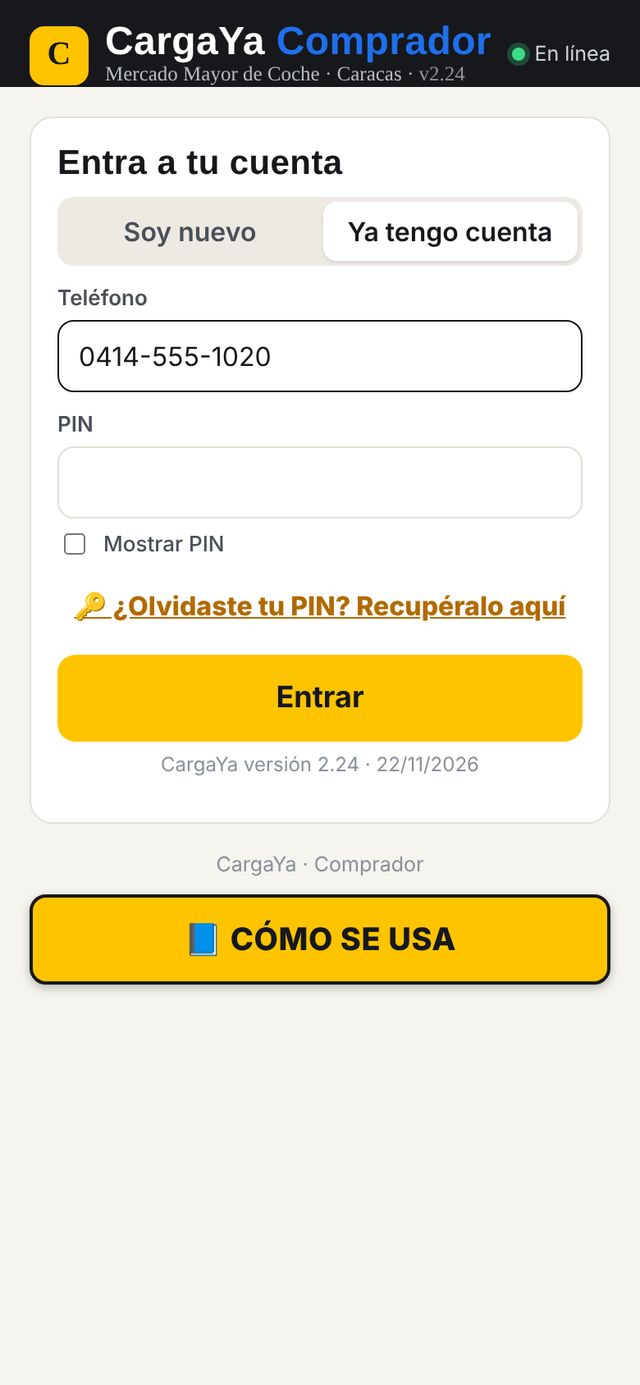 C
CargaYa Comprador
Mercado Mayor de Coche · Caracas · v2.24
En línea
Entra a tu cuenta
Soy nuevo
Ya tengo cuenta
Teléfono
0414-555-1020
PIN
Mostrar PIN
🔑 ¿Olvidaste tu PIN? Recupéralo aquí
Entrar
CargaYa versión 2.24 · 22/11/2026
CargaYa · Comprador
📘 CÓMO SE USA